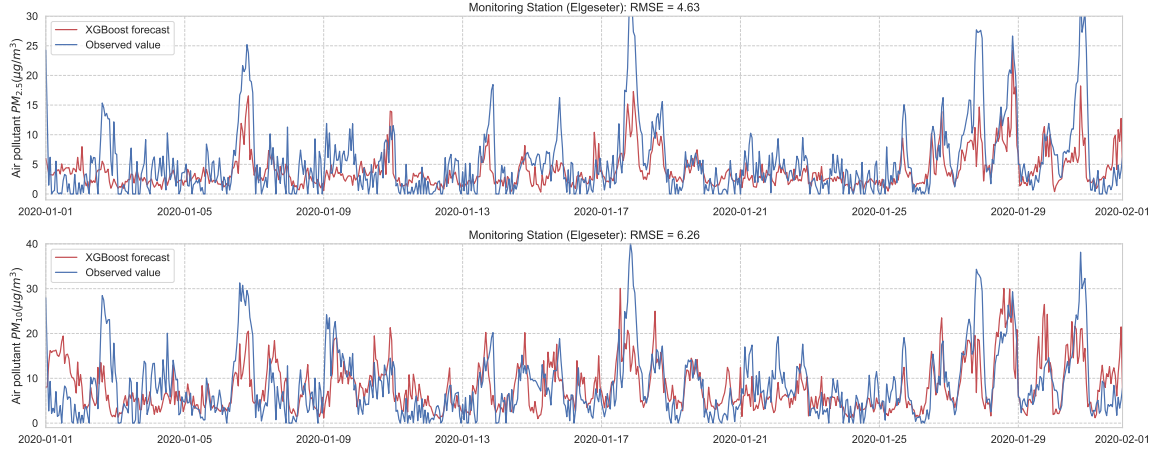 Monitoring Station (Elgeseter): RMSE = 4.63
Air pollutant PM2.5(μg/m3)
30
25
20
15
10
5
0
XGBoost forecast
Observed value
2020-01-01 2020-01-05 2020-01-09 2020-01-13 2020-01-17 2020-01-21 2020-01-25 2020-01-29 2020-02-01
Monitoring Station (Elgeseter): RMSE = 6.26
Air pollutant PM10(μg/m3)
40
30
20
10
0
XGBoost forecast
Observed value
2020-01-01 2020-01-05 2020-01-09 2020-01-13 2020-01-17 2020-01-21 2020-01-25 2020-01-29 2020-02-01